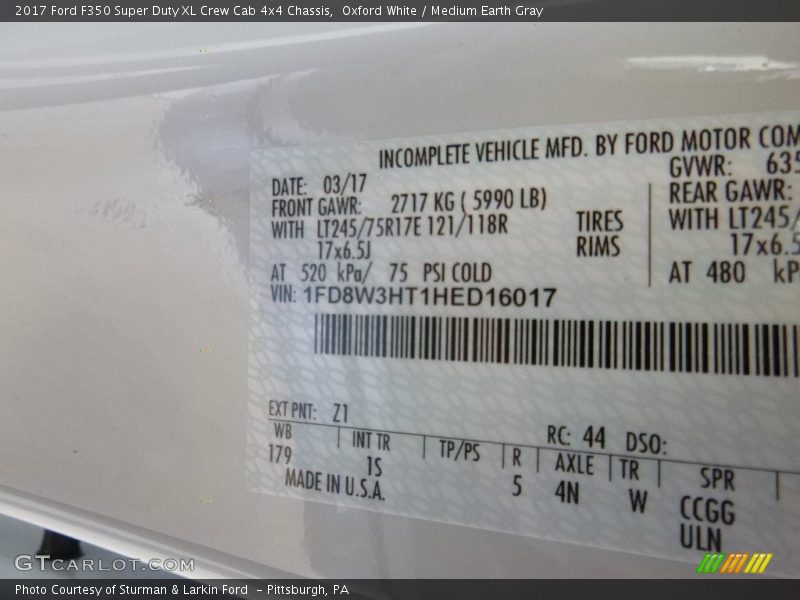 2017 Ford F350 Super Duty XL Crew Cab 4x4 Chassis,  Oxford White / Medium Earth Gray
INCOMPLETE VEHICLE MFD. BY FORD MOTOR COM
DATE: 03/17
GVWR: 635
FRONT GAWR: 2717 KG ( 5990 LB)
REAR GAWR:
WITH LT245/75R17E 121/118R TIRES
WITH LT245/
17x6.5J RIMS
17x6.5
AT 520 kPa/ 75 PSI COLD
AT 480 kP
VIN: 1FD8W3HT1HED16017
EXT PNT: Z1
RC: 44 DSO:
WB INT TR TP/PS R AXLE TR SPR
179 1S 5 4N W CCGG
MADE IN U.S.A.
ULN
GTCARLOT.COM
Photo Courtesy of Sturman & Larkin Ford  - Pittsburgh, PA